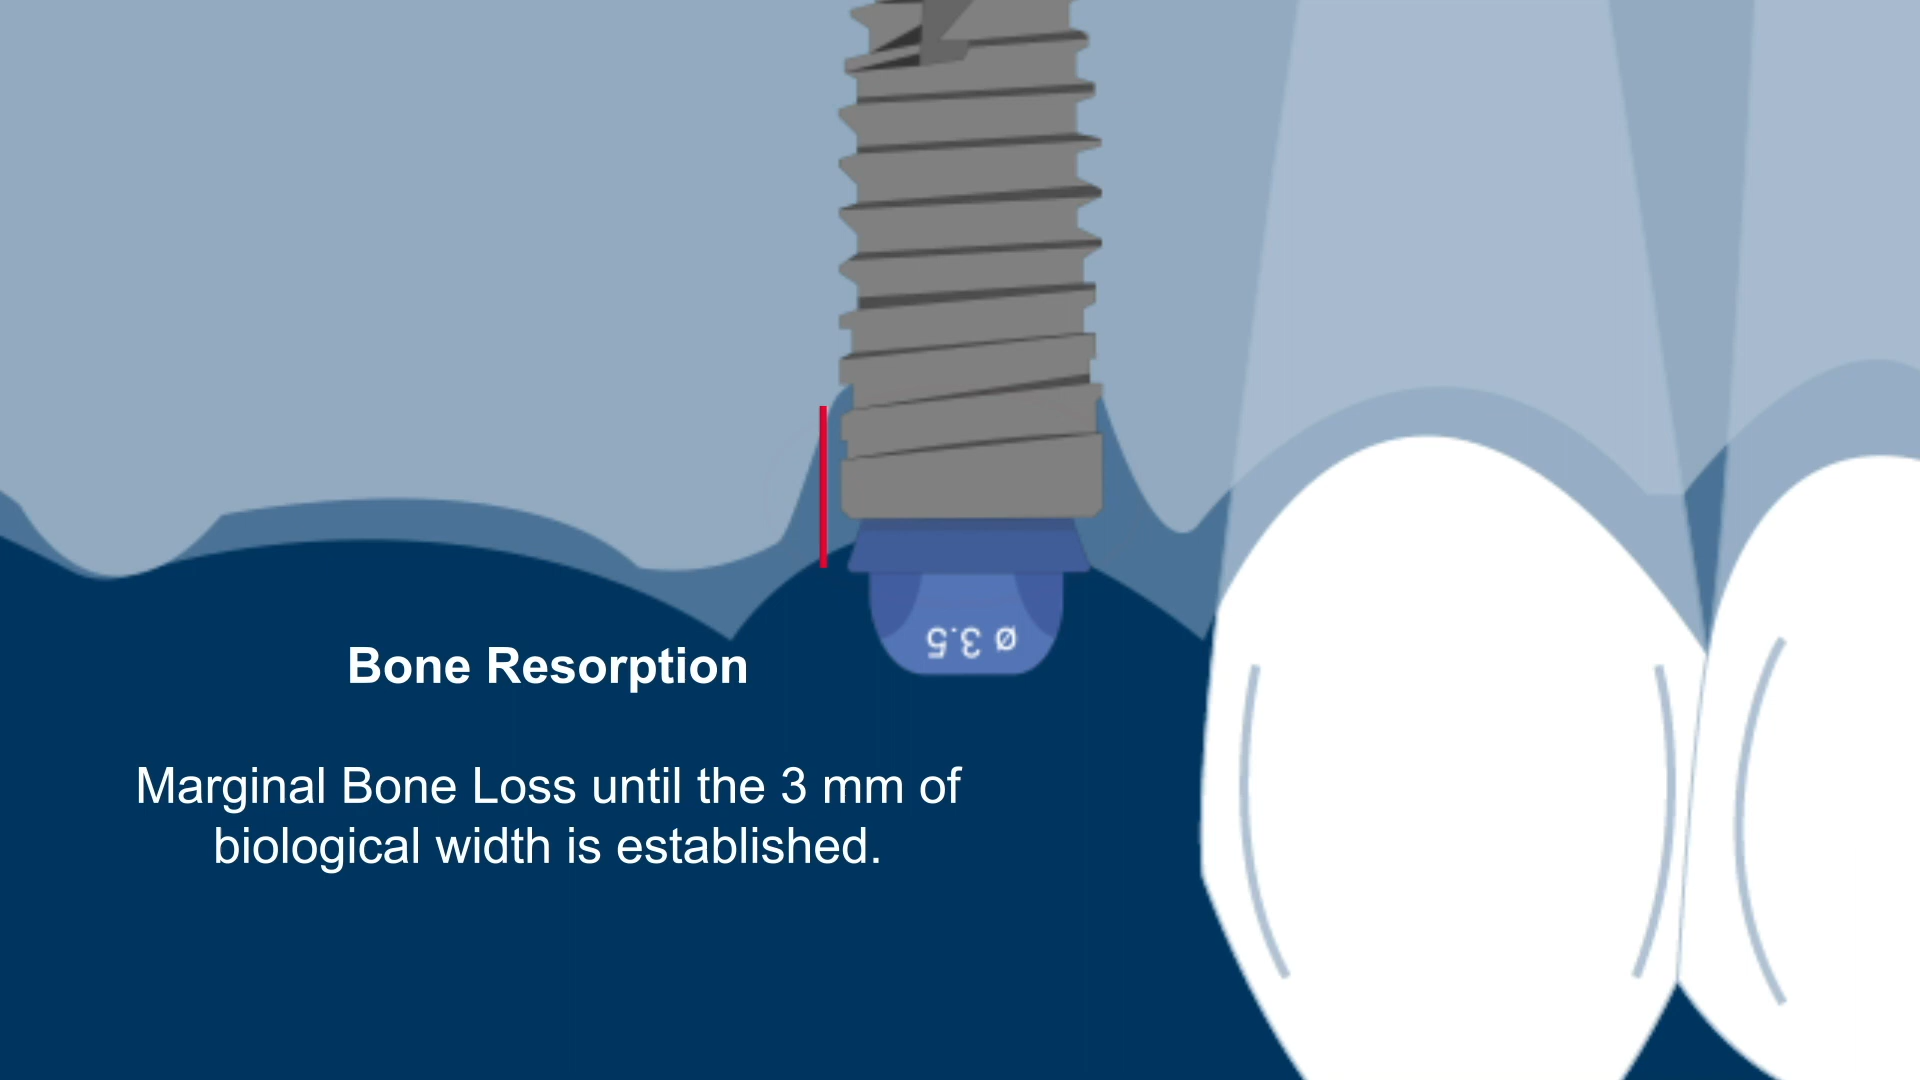 ø 3.5
Bone Resorption
Marginal Bone Loss until the 3 mm of
biological width is established.